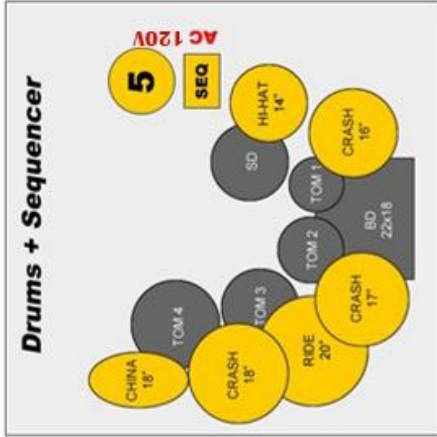 Drums + Sequencer
AC 120V
5
SEQ
HI-HAT
14"
SD
CRASH
16"
TOM 1
BD
22x18
TOM 2
CRASH
17"
TOM 3
RIDE
20"
TOM 4
CRASH
18"
CHINA
18"